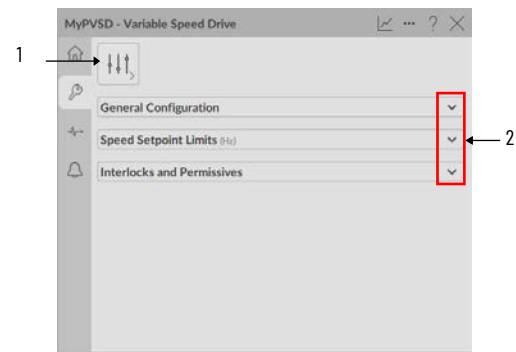 MyPVSD - Variable Speed Drive
1
General Configuration
Speed Setpoint Limits (Hz)
2
Interlocks and Permissives